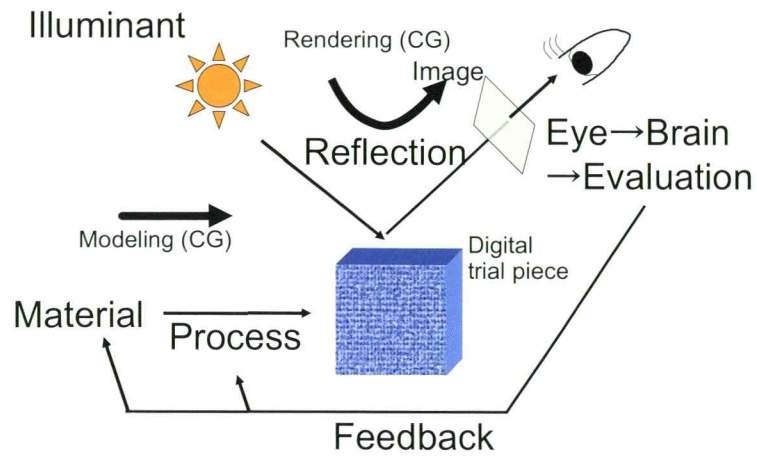 Illuminant
Rendering (CG)
Image
Reflection
Eye→Brain
→Evaluation
Modeling (CG)
Digital
trial piece
Material
Process
Feedback